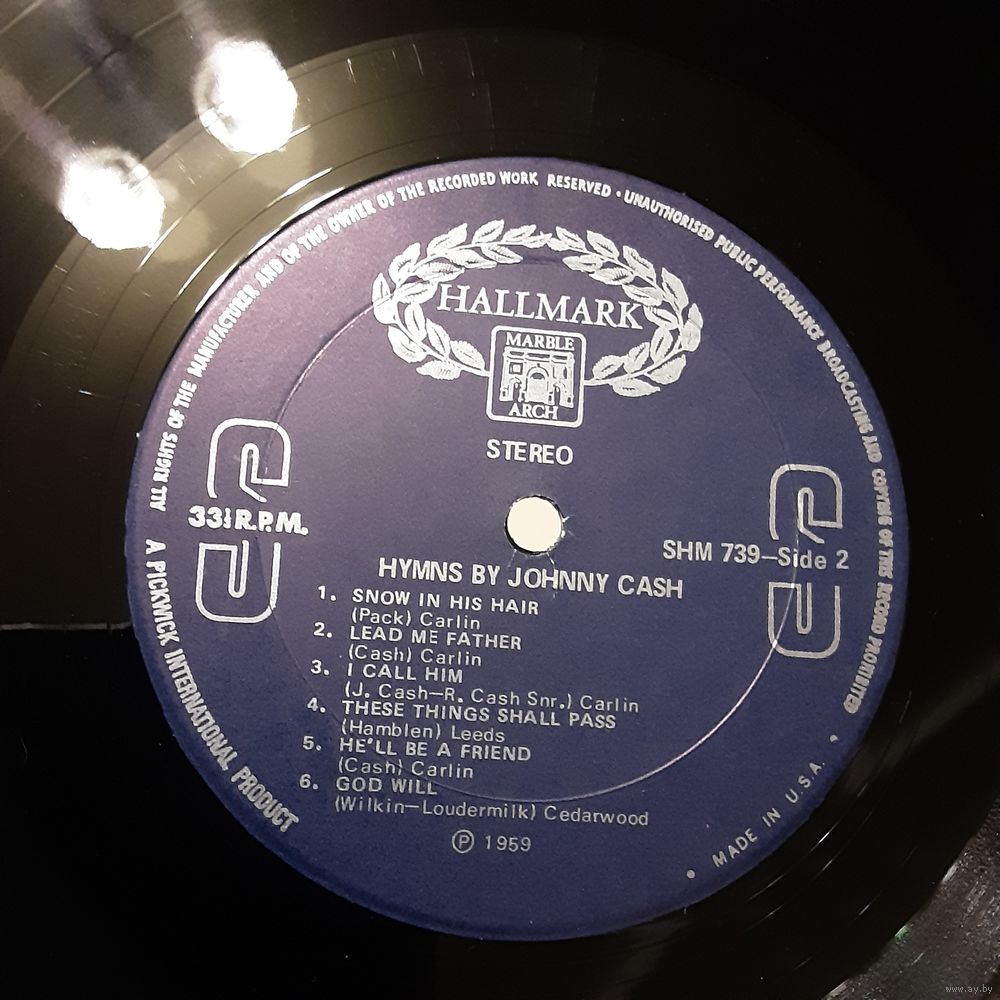 ALL RIGHTS OF THE MANUFACTURER AND OF THE OWNER OF THE RECORDED WORK RESERVED · UNAUTHORISED PUBLIC PERFORMANCE BROADCASTING AND COPYING OF THIS RECORD PROHIBITED
HALLMARK
MARBLE
ARCH
STEREO
33⅓ R.P.M.
SHM 739—Side 2
HYMNS BY JOHNNY CASH
1. SNOW IN HIS HAIR
(Pack) Carlin
2. LEAD ME FATHER
(Cash) Carlin
3. I CALL HIM
(J. Cash—R. Cash Snr.) Carlin
4. THESE THINGS SHALL PASS
(Hamblen) Leeds
5. HE'LL BE A FRIEND
(Cash) Carlin
6. GOD WILL
(Wilkin—Loudermilk) Cedarwood
℗ 1959
A PICKWICK INTERNATIONAL PRODUCT
· MADE IN U.S.A. ·
www.ay.by